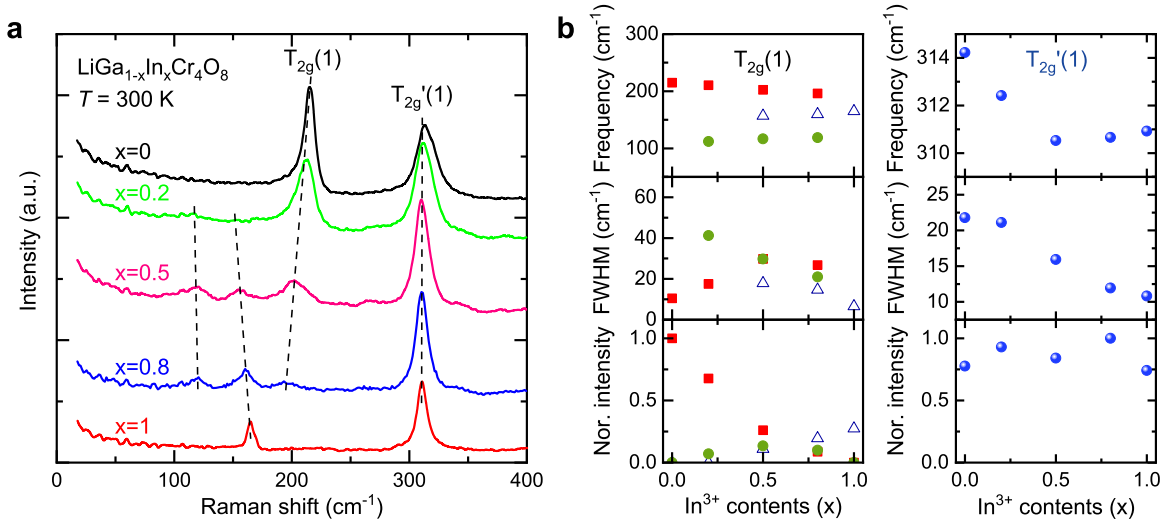 a
LiGa1-xInxCr4O8
T = 300 K
T2g(1)
T2g'(1)
x=0
x=0.2
x=0.5
x=0.8
x=1
Intensity (a.u.)
0 100 200 300 400
Raman shift (cm-1)
b
T2g(1)
Frequency (cm-1)
300
200
100
FWHM (cm-1)
60
40
20
0
Nor. intensity
1.0
0.5
0.0
0.0 0.5 1.0
In3+ contents (x)
T2g'(1)
Frequency (cm-1)
314
312
310
FWHM (cm-1)
25
20
15
10
Nor. intensity
1.0
0.5
0.0
0.0 0.5 1.0
In3+ contents (x)